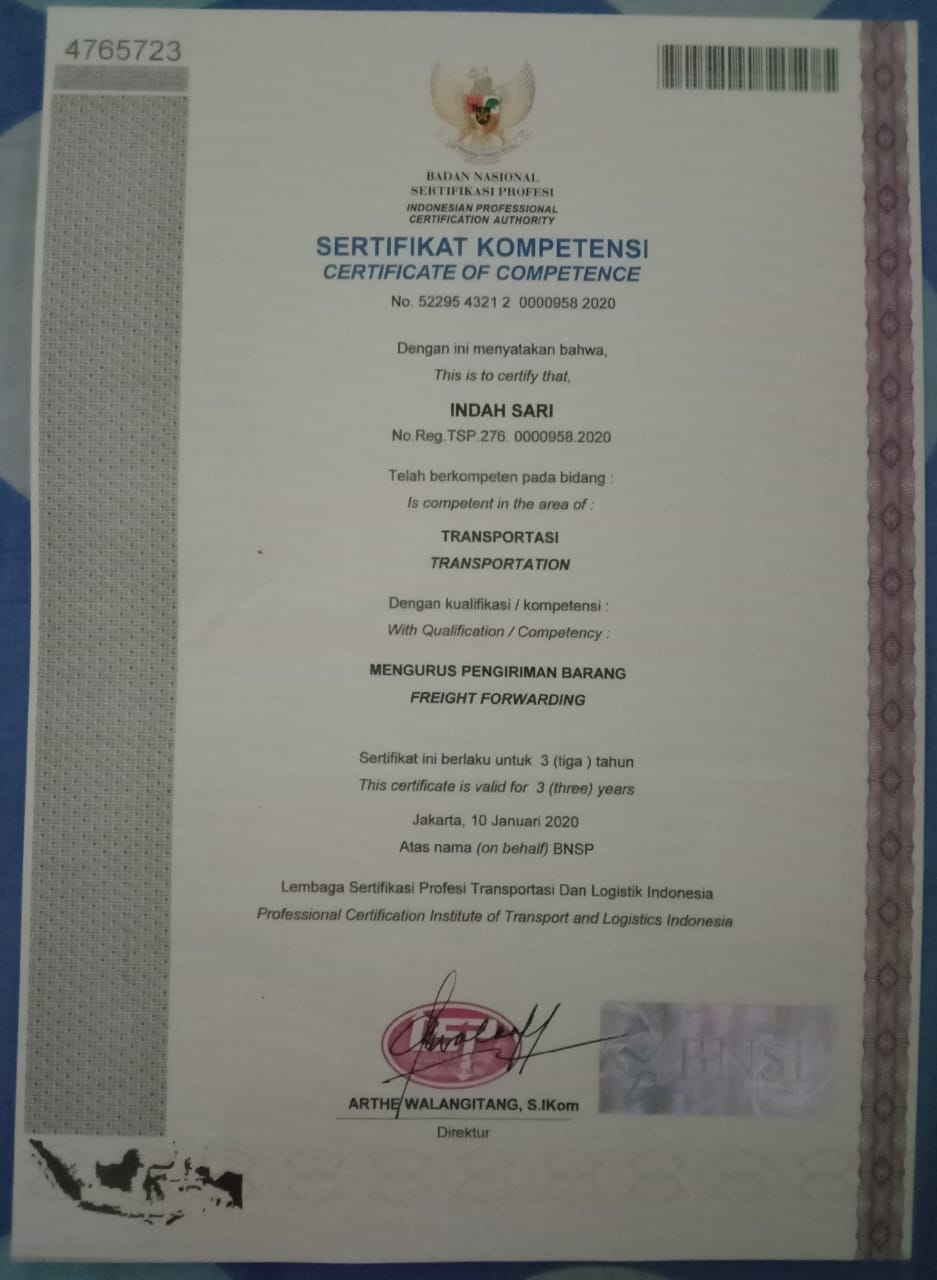 4765723
BADAN NASIONAL
SERTIFIKASI PROFESI
INDONESIAN PROFESSIONAL
CERTIFICATION AUTHORITY
SERTIFIKAT KOMPETENSI
CERTIFICATE OF COMPETENCE
No. 52295 4321 2 0000958 2020
Dengan ini menyatakan bahwa,
This is to certify that,
INDAH SARI
No.Reg.TSP.276. 0000958.2020
Telah berkompeten pada bidang :
Is competent in the area of :
TRANSPORTASI
TRANSPORTATION
Dengan kualifikasi / kompetensi :
With Qualification / Competency :
MENGURUS PENGIRIMAN BARANG
FREIGHT FORWARDING
Sertifikat ini berlaku untuk 3 (tiga ) tahun
This certificate is valid for 3 (three) years
Jakarta, 10 Januari 2020
Atas nama (on behalf) BNSP
Lembaga Sertifikasi Profesi Transportasi Dan Logistik Indonesia
Professional Certification Institute of Transport and Logistics Indonesia
BNSP
ARTHE WALANGITANG, S.IKom
Direktur